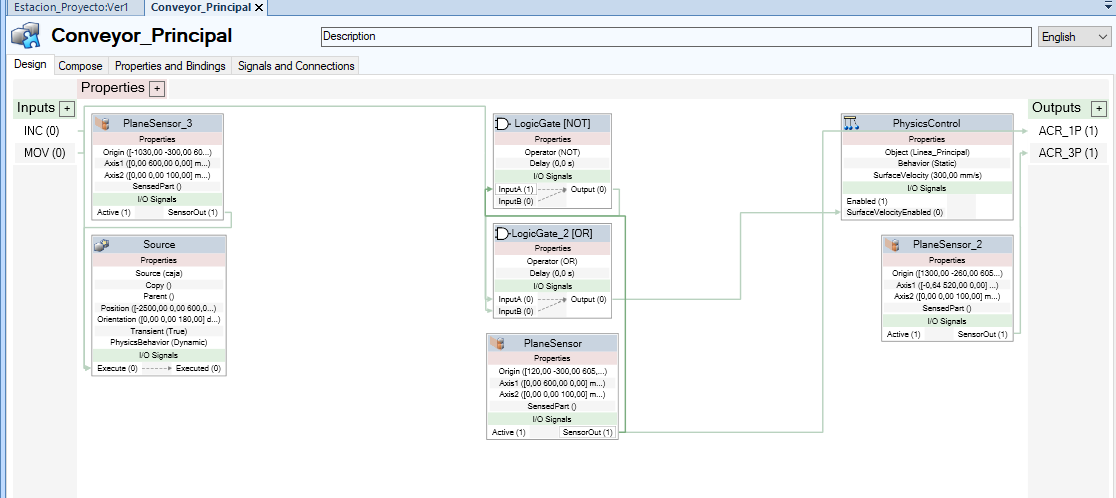 Estacion_Proyecto:Ver1
Conveyor_Principal
Conveyor_Principal
Description
English
Design
Compose
Properties and Bindings
Signals and Connections
Properties +
Inputs +
INC (0)
MOV (0)
PlaneSensor_3
Properties
Origin ([-1030,00 -300,00 60...)
Axis1 ([0,00 600,00 0,00] m...)
Axis2 ([0,00 0,00 100,00] m...)
SensedPart ()
I/O Signals
Active (1)
SensorOut (1)
Source
Properties
Source (caja)
Copy ()
Parent ()
Position ([-2500,00 0,00 600,0...)
Orientation ([0,00 0,00 180,00] d...)
Transient (True)
PhysicsBehavior (Dynamic)
I/O Signals
Execute (0)
Executed (0)
LogicGate [NOT]
Properties
Operator (NOT)
Delay (0,0 s)
I/O Signals
InputA (1)
Output (0)
InputB (0)
LogicGate_2 [OR]
Properties
Operator (OR)
Delay (0,0 s)
I/O Signals
InputA (0)
Output (0)
InputB (0)
PlaneSensor
Properties
Origin ([120,00 -300,00 605,...)
Axis1 ([0,00 600,00 0,00] m...)
Axis2 ([0,00 0,00 100,00] m...)
SensedPart ()
I/O Signals
Active (1)
SensorOut (1)
PhysicsControl
Properties
Object (Linea_Principal)
Behavior (Static)
SurfaceVelocity (300,00 mm/s)
I/O Signals
Enabled (1)
SurfaceVelocityEnabled (0)
PlaneSensor_2
Properties
Origin ([1300,00 -260,00 605...)
Axis1 ([-0,64 520,00 0,00] ...)
Axis2 ([0,00 0,00 100,00] m...)
SensedPart ()
I/O Signals
Active (1)
SensorOut (1)
Outputs +
ACR_1P (1)
ACR_3P (1)